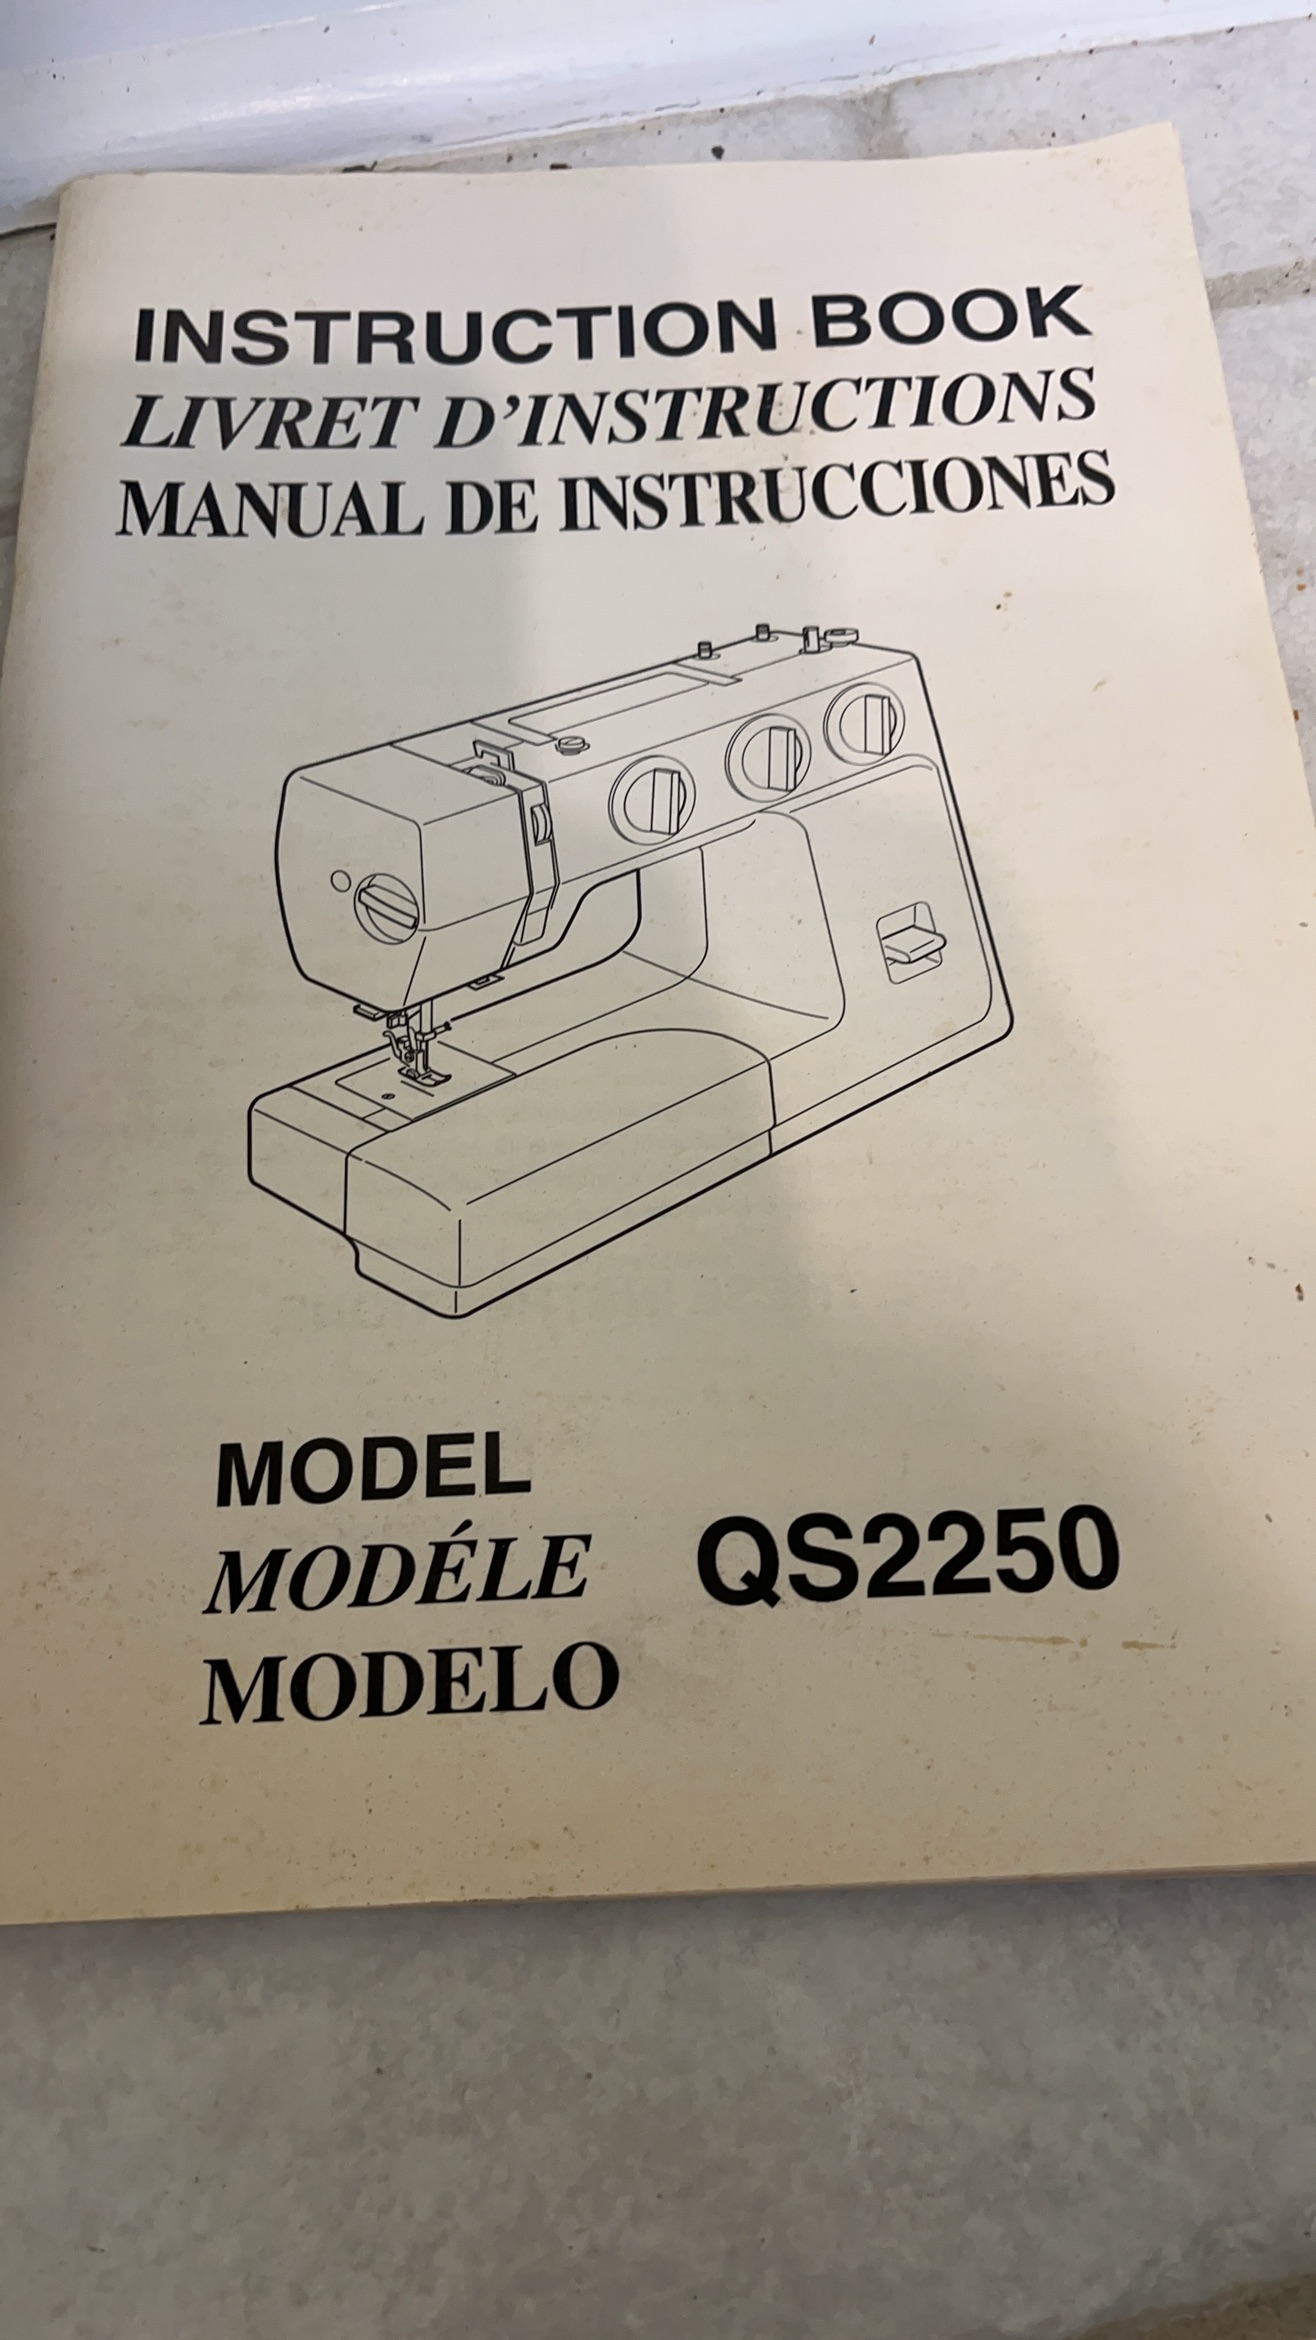 INSTRUCTION BOOK
LIVRET D'INSTRUCTIONS
MANUAL DE INSTRUCCIONES
MODEL
MODÉLE QS2250
MODELO